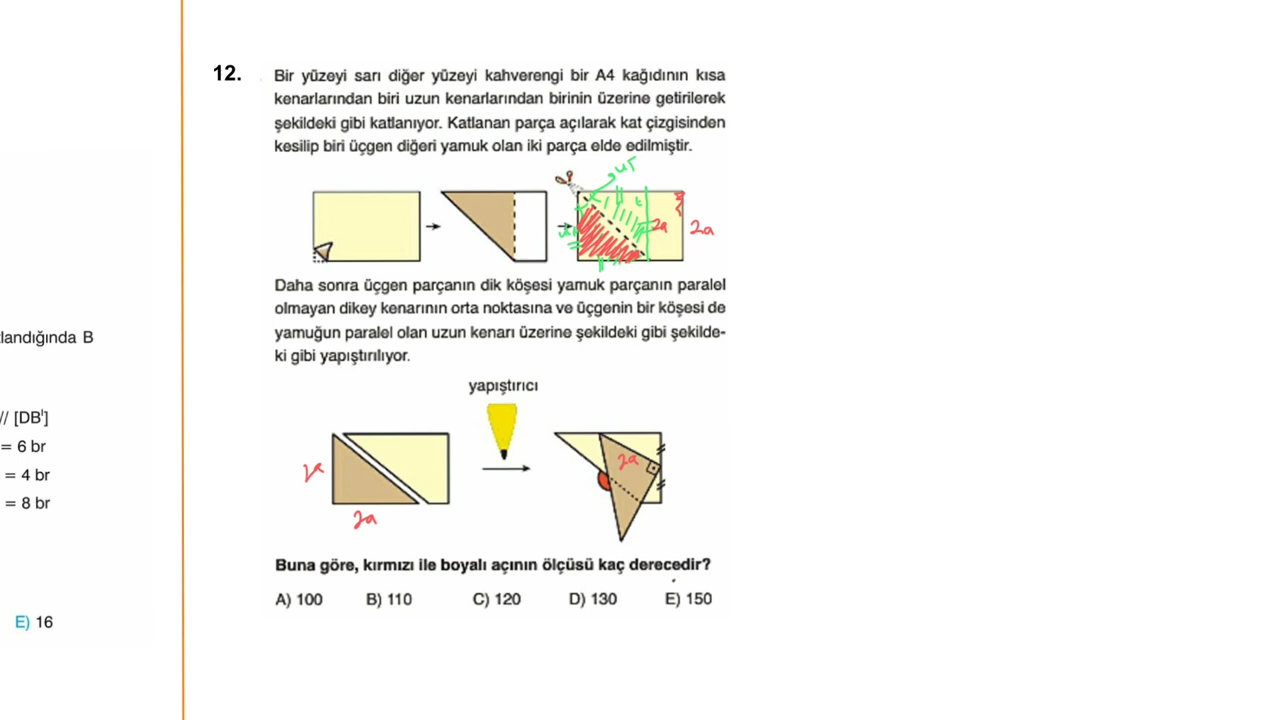 12. Bir yüzeyi sarı diğer yüzeyi kahverengi bir A4 kağıdının kısa
kenarlarından biri uzun kenarlarından birinin üzerine getirilerek
şekildeki gibi katlanıyor. Katlanan parça açılarak kat çizgisinden
kesilip biri üçgen diğeri yamuk olan iki parça elde edilmiştir.
45
2a
2a
Daha sonra üçgen parçanın dik köşesi yamuk parçanın paralel
olmayan dikey kenarının orta noktasına ve üçgenin bir köşesi de
yamuğun paralel olan uzun kenarı üzerine şekildeki gibi şekilde-
ki gibi yapıştırılıyor.
yapıştırıcı
2a
2a
2a
Buna göre, kırmızı ile boyalı açının ölçüsü kaç derecedir?
A) 100 B) 110 C) 120 D) 130 E) 150
tlandığında B
// [DB']
= 6 br
= 4 br
= 8 br
E) 16